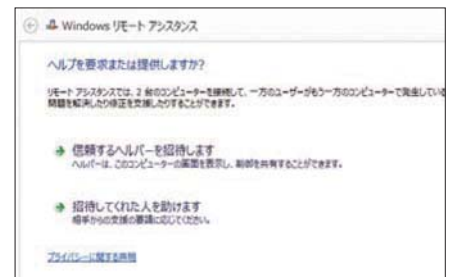 Windows リモート アシスタンス
ヘルプを要求または提供しますか?
リモート アシスタンスでは、2 台のコンピューターを接続して、一方のユーザーがもう一方のコンピューターで発生している
問題を解決したり修正を支援したりすることができます。
信頼するヘルパーを招待します
ヘルパーは、このコンピューターの画面を表示し、制御を共有することができます。
招待してくれた人を助けます
相手からの支援の要請に応じてください。
プライバシーに関する声明